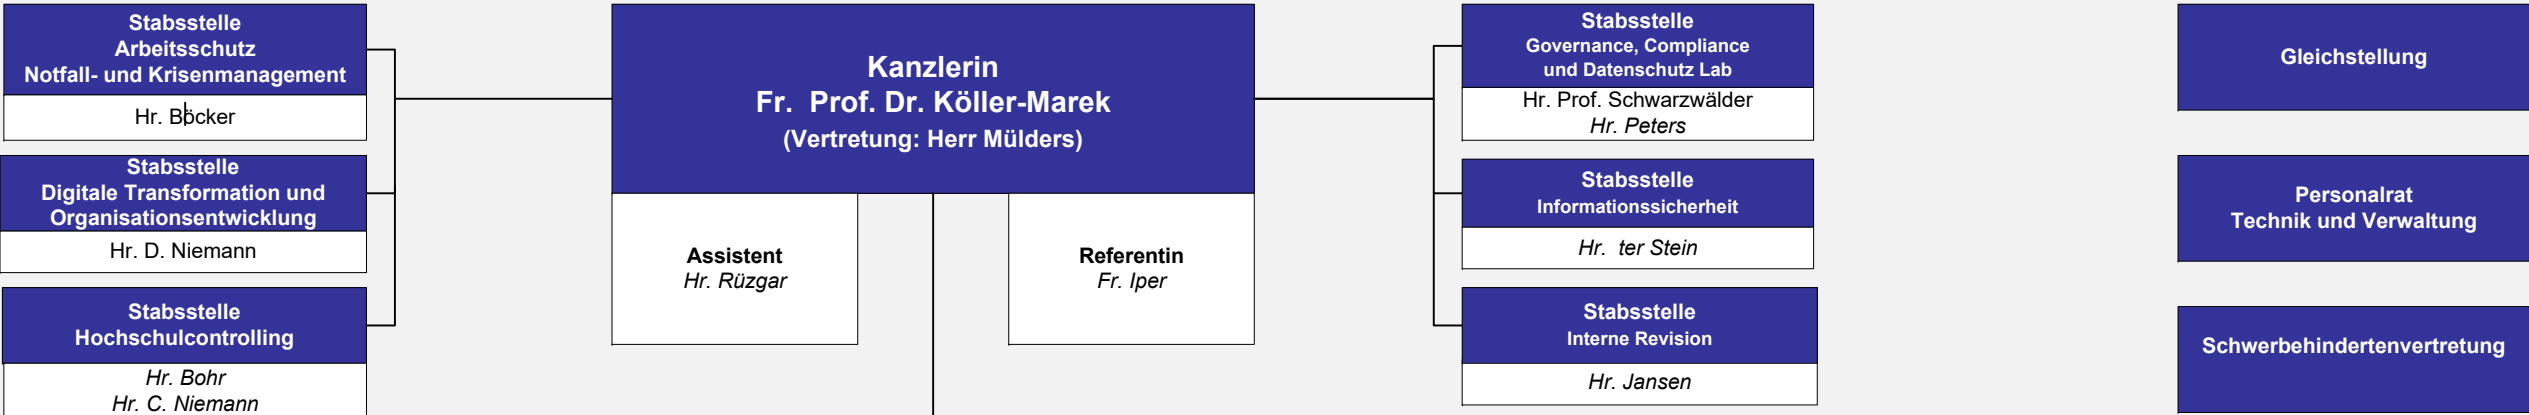 Stabsstelle
Arbeitsschutz
Notfall- und Krisenmanagement
Hr. Böcker
Stabsstelle
Digitale Transformation und
Organisationsentwicklung
Hr. D. Niemann
Stabsstelle
Hochschulcontrolling
Hr. Bohr
Hr. C. Niemann
Kanzlerin
Fr. Prof. Dr. Köller-Marek
(Vertretung: Herr Mülders)
Assistent
Hr. Rüzgar
Referentin
Fr. Iper
Stabsstelle
Governance, Compliance
und Datenschutz Lab
Hr. Prof. Schwarzwälder
Hr. Peters
Stabsstelle
Informationssicherheit
Hr. ter Stein
Stabsstelle
Interne Revision
Hr. Jansen
Gleichstellung
Personalrat
Technik und Verwaltung
Schwerbehindertenvertretung